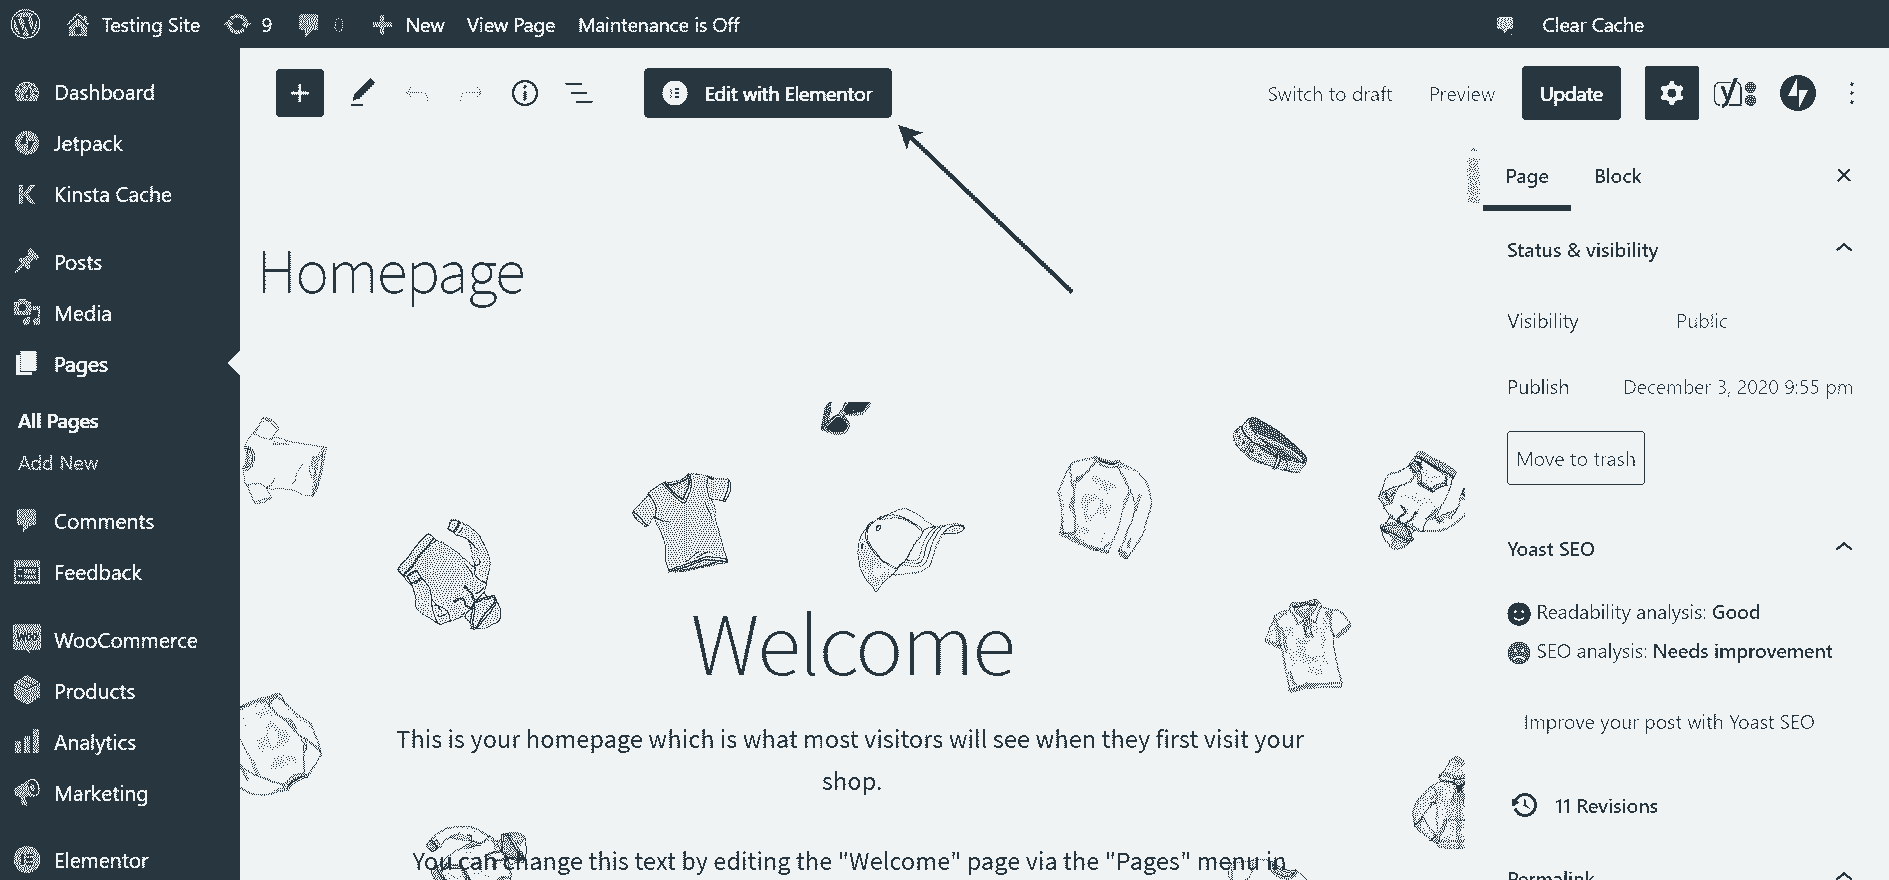 Testing Site 9 0 New View Page Maintenance is Off Clear Cache
Dashboard
Jetpack
Kinsta Cache
Posts
Media
Pages
All Pages
Add New
Comments
Feedback
WooCommerce
Products
Analytics
Marketing
Elementor
Edit with Elementor
Switch to draft Preview Update
Homepage
Welcome
This is your homepage which is what most visitors will see when they first visit your
shop.
You can change this text by editing the "Welcome" page via the "Pages" menu in
Page Block
Status & visibility
Visibility Public
Publish December 3, 2020 9:55 pm
Move to trash
Yoast SEO
Readability analysis: Good
SEO analysis: Needs improvement
Improve your post with Yoast SEO
11 Revisions
Permalink